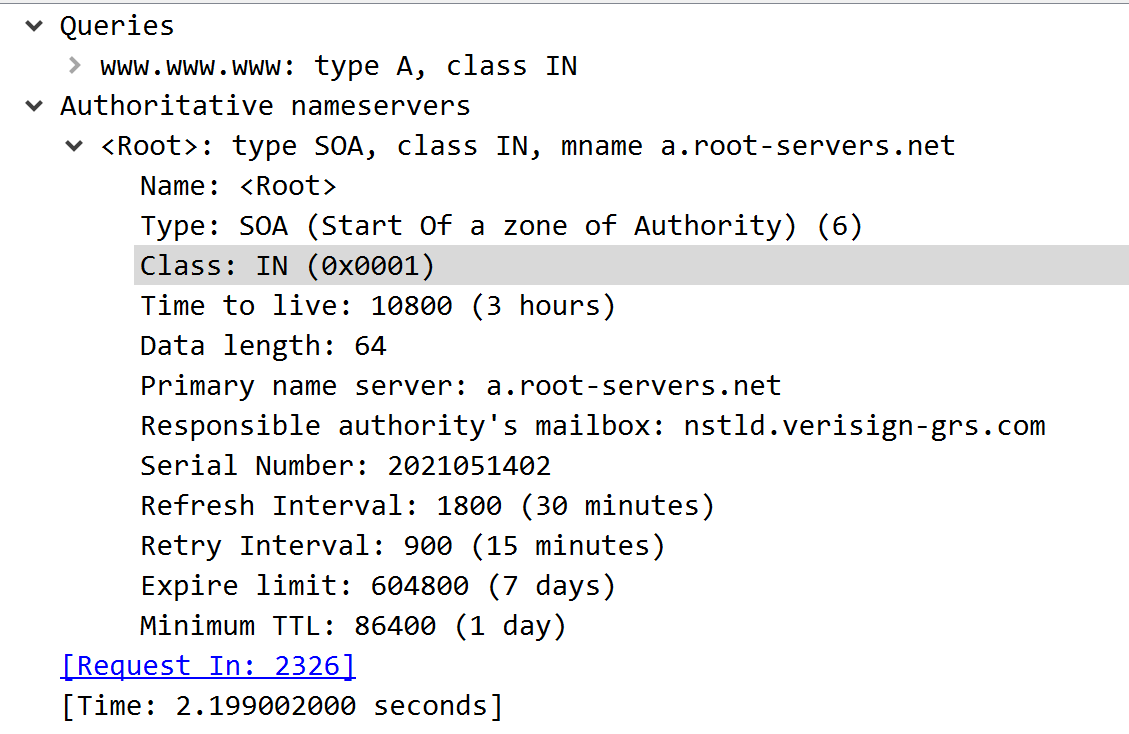 Queries
www.www.www: type A, class IN
Authoritative nameservers
<Root>: type SOA, class IN, mname a.root-servers.net
Name: <Root>
Type: SOA (Start Of a zone of Authority) (6)
Class: IN (0x0001)
Time to live: 10800 (3 hours)
Data length: 64
Primary name server: a.root-servers.net
Responsible authority's mailbox: nstld.verisign-grs.com
Serial Number: 2021051402
Refresh Interval: 1800 (30 minutes)
Retry Interval: 900 (15 minutes)
Expire limit: 604800 (7 days)
Minimum TTL: 86400 (1 day)
[Request In: 2326]
[Time: 2.199002000 seconds]